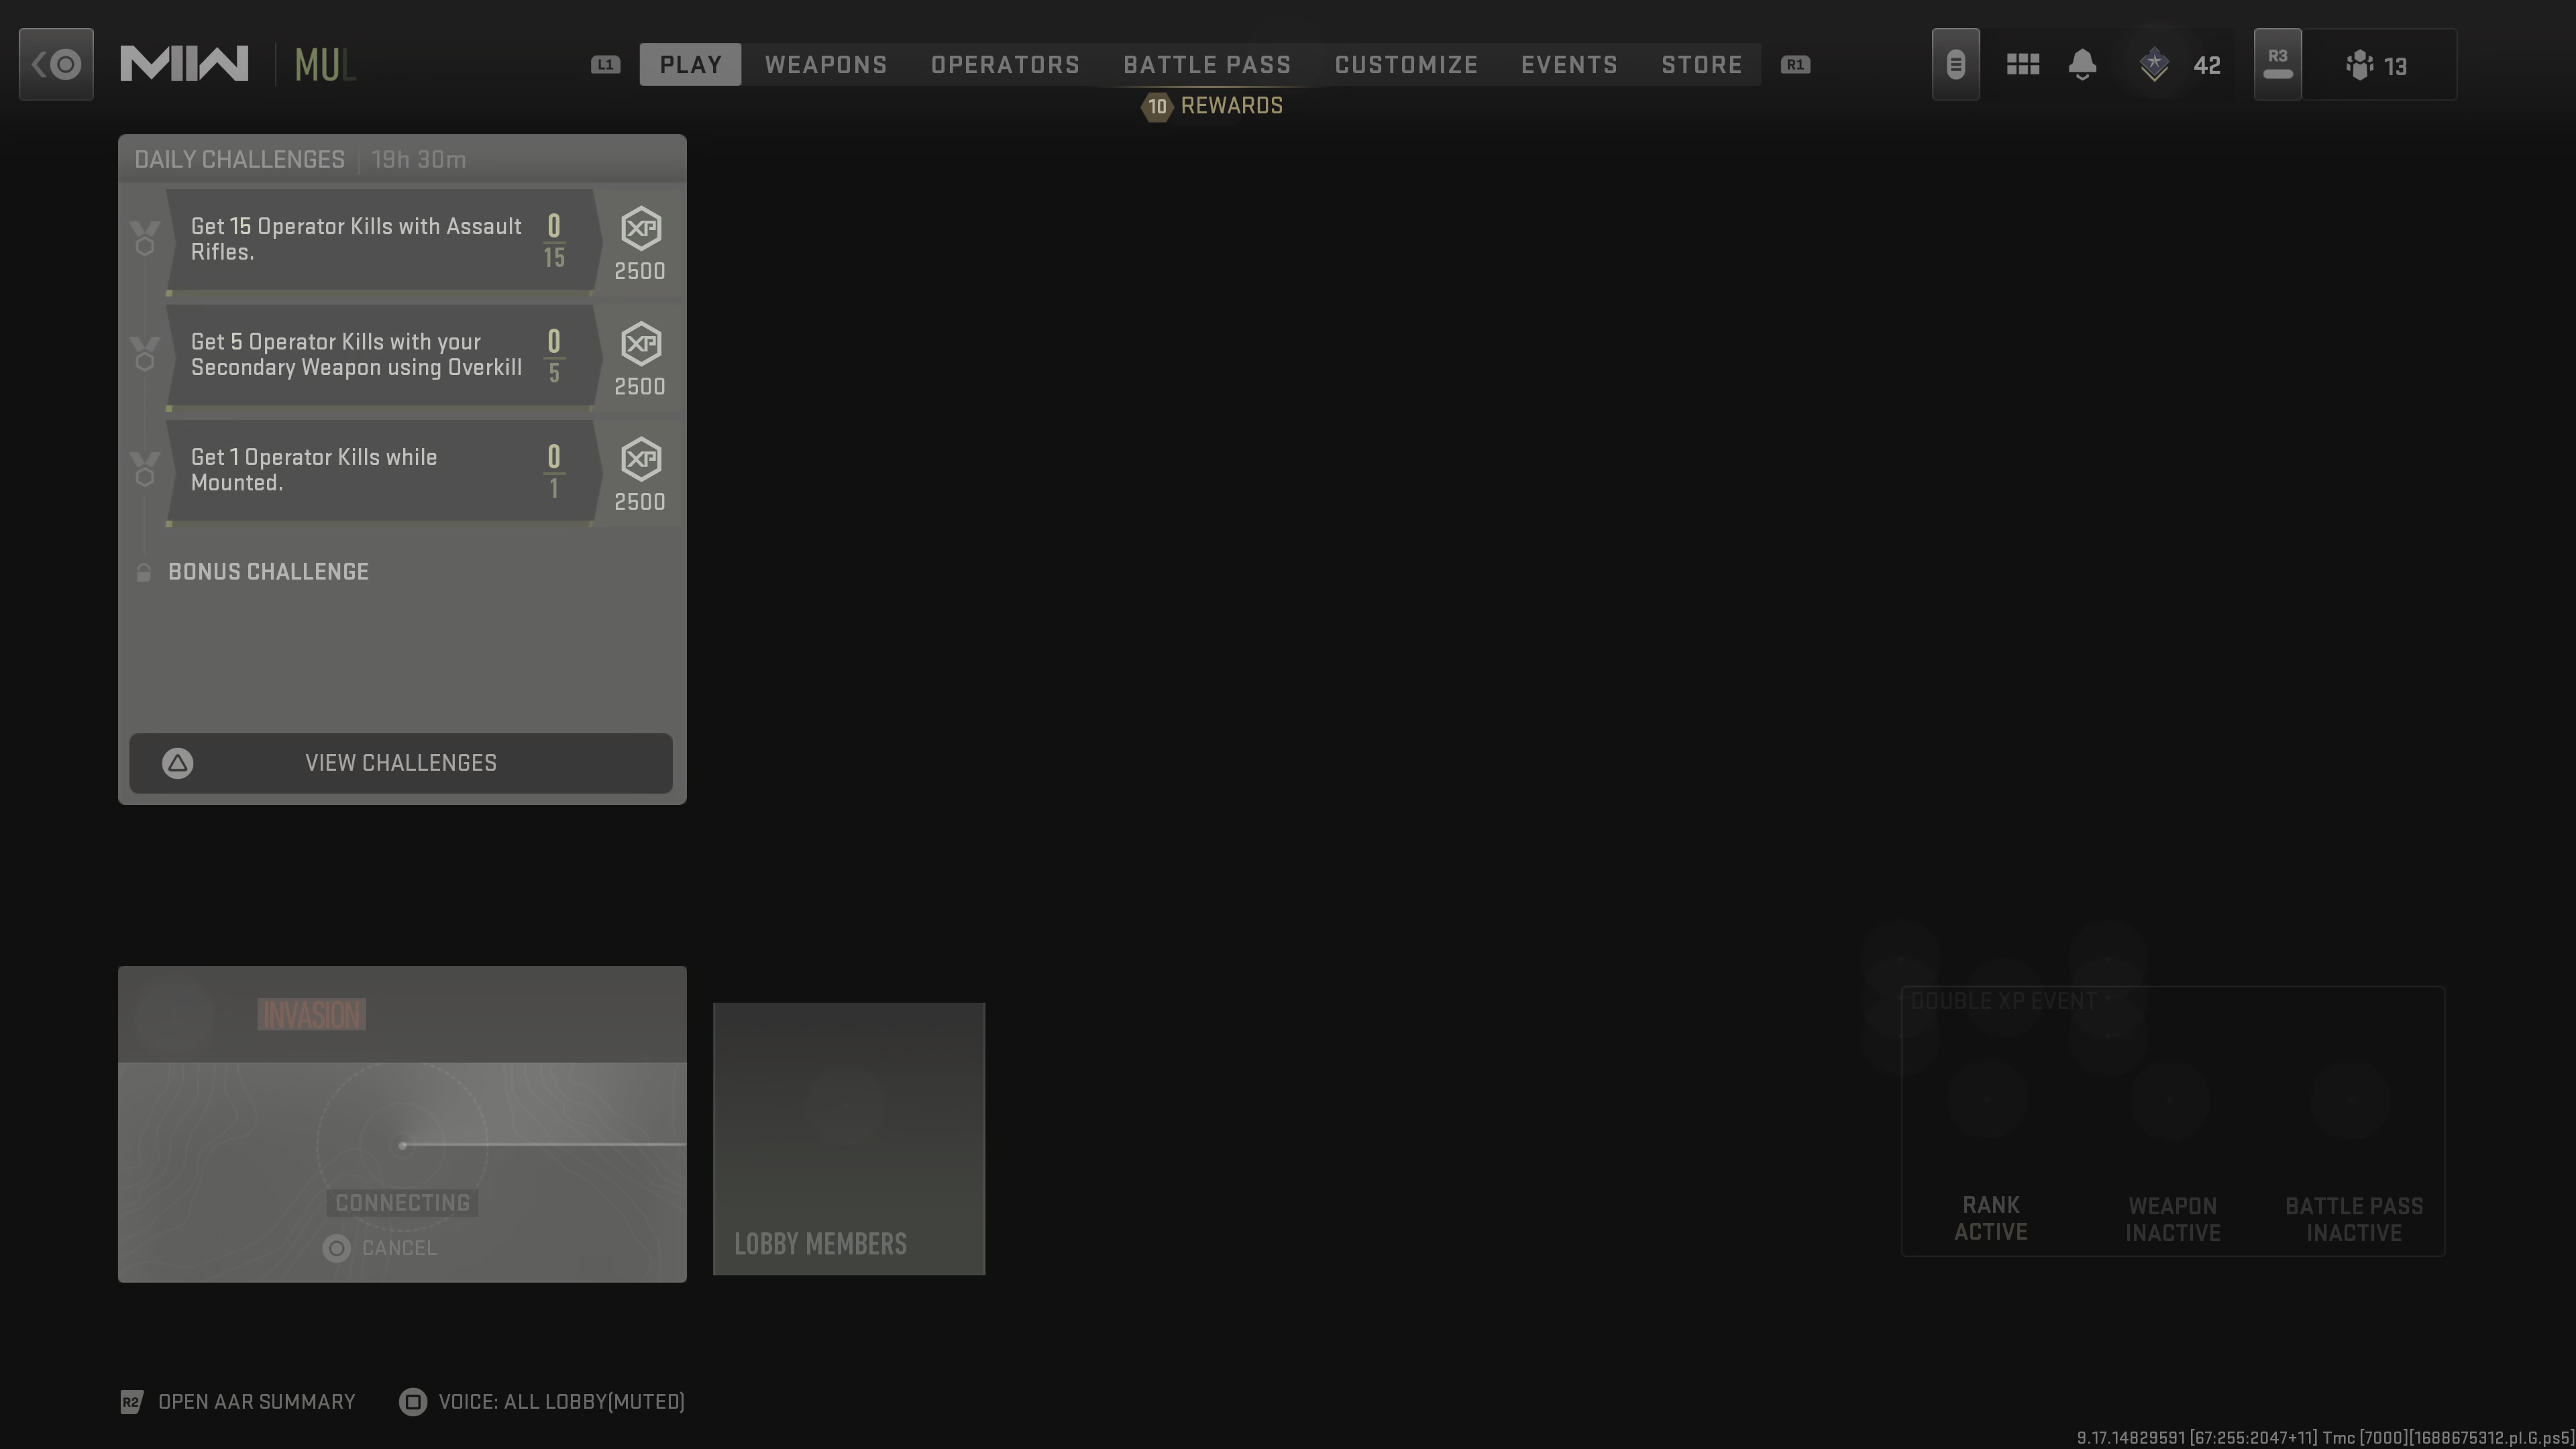 MW
MUL
L1
PLAY
WEAPONS
OPERATORS
BATTLE PASS
CUSTOMIZE
EVENTS
STORE
R1
42
R3
13
10 REWARDS
DAILY CHALLENGES 19h 30m
Get 15 Operator Kills with Assault
Rifles.
0
15
XP
2500
Get 5 Operator Kills with your
Secondary Weapon using Overkill
0
5
XP
2500
Get 1 Operator Kills while
Mounted.
0
1
XP
2500
BONUS CHALLENGE
VIEW CHALLENGES
INVASION
CONNECTING
CANCEL
LOBBY MEMBERS
DOUBLE XP EVENT
RANK
ACTIVE
WEAPON
INACTIVE
BATTLE PASS
INACTIVE
R2 OPEN AAR SUMMARY
VOICE: ALL LOBBY(MUTED)
9.17.14829591 [67:255:2047+11] Tmc [7000][1688675312.pl.G.ps5]